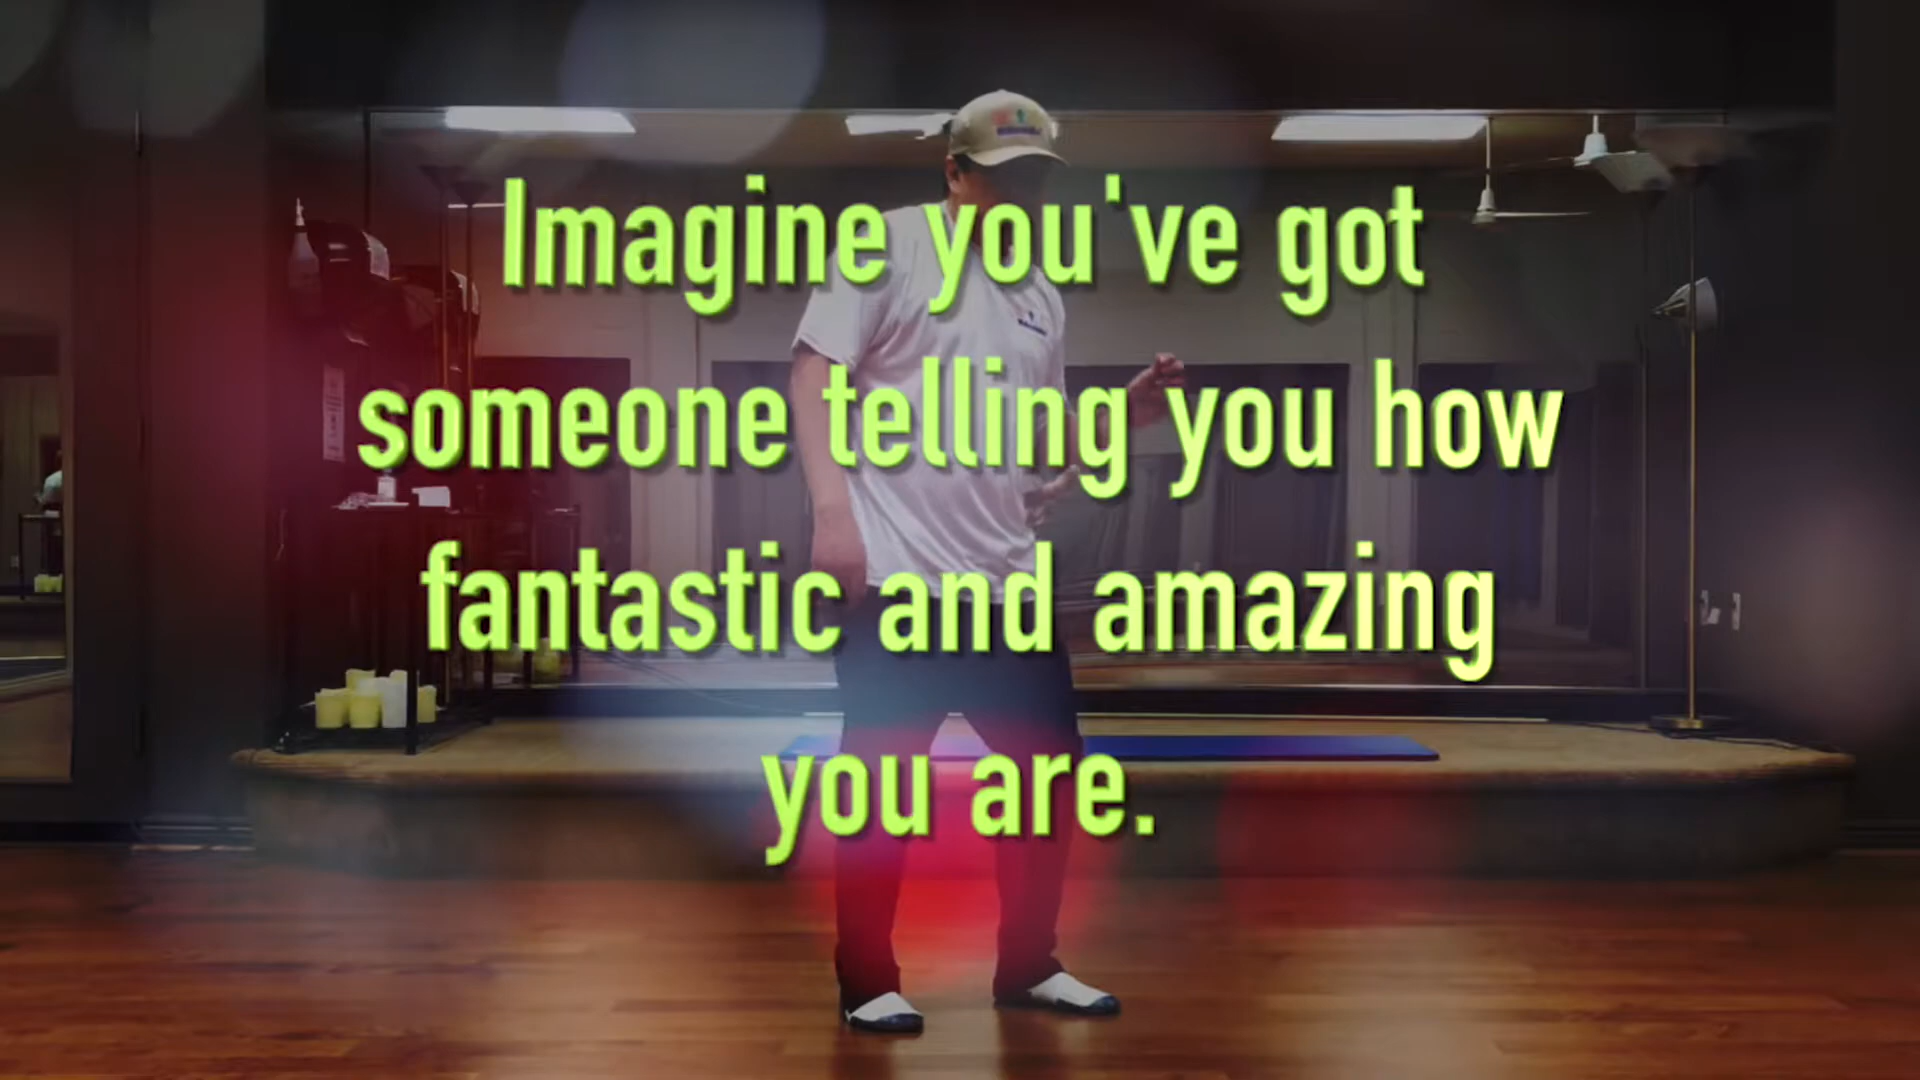 Imagine you've got
someone telling you how
fantastic and amazing
you are.